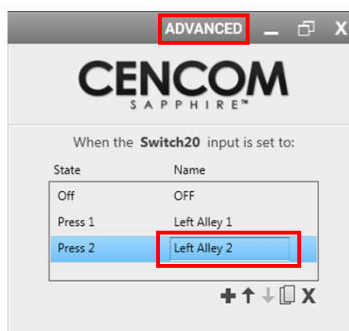 ADVANCED X
CENCOM
SAPPHIRE™
When the Switch20 input is set to:
State Name
Off OFF
Press 1 Left Alley 1
Press 2 Left Alley 2